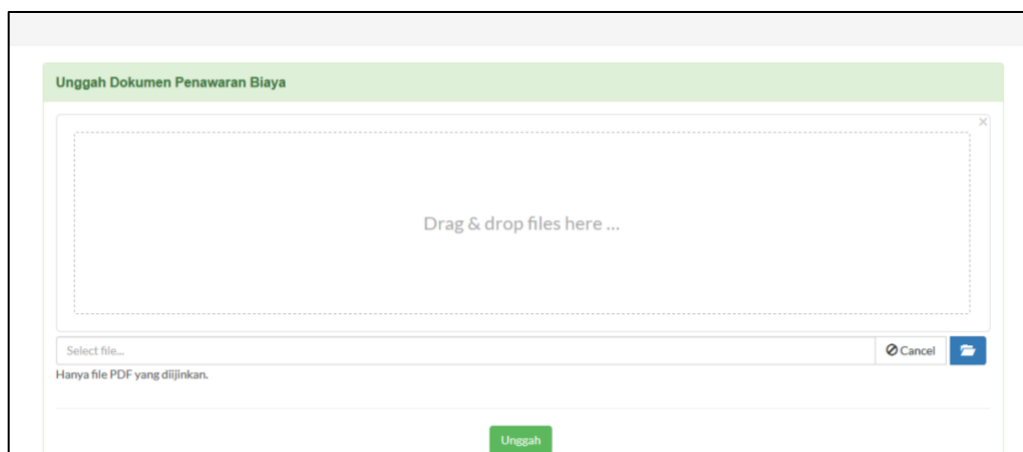 Unggah Dokumen Penawaran Biaya
×
Drag & drop files here ...
Select file...
Cancel
Hanya file PDF yang diijinkan.
Unggah